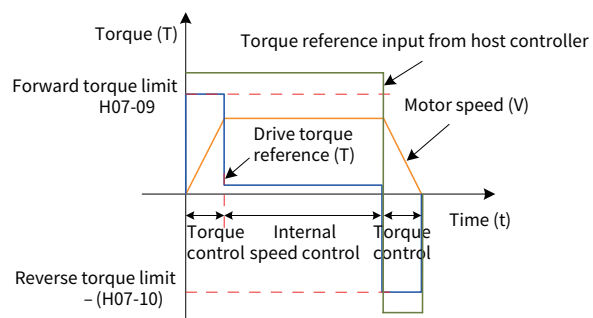 Torque (T)
Torque reference input from host controller
Forward torque limit
H07-09
Motor speed (V)
Drive torque
reference (T)
Time (t)
Torque
control
Internal
speed control
Torque
control
Reverse torque limit
– (H07-10)